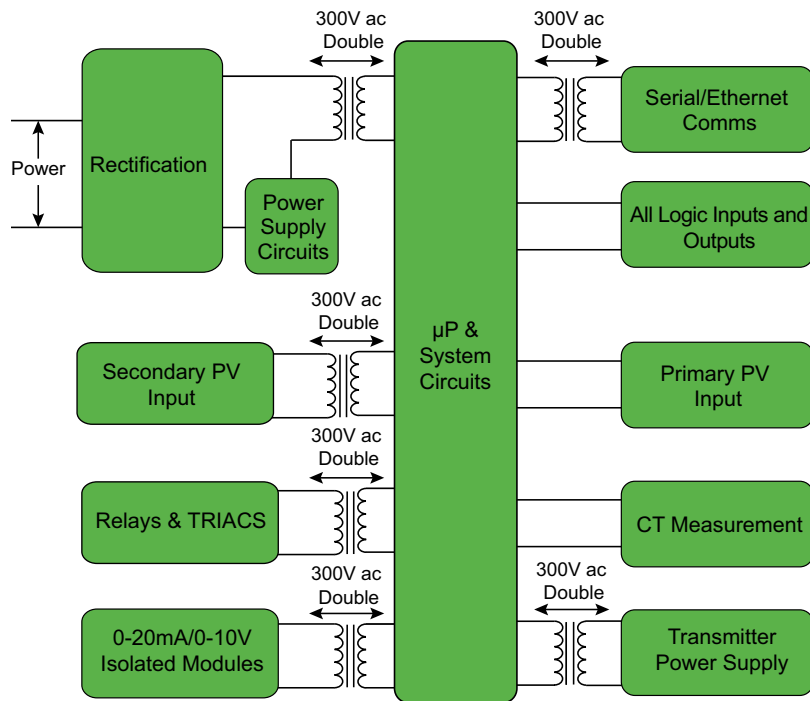 300V ac
Double
300V ac
Double
Rectification
Power
Power
Supply
Circuits
Serial/Ethernet
Comms
All Logic Inputs and
Outputs
300V ac
Double
Secondary PV
Input
µP &
System
Circuits
Primary PV
Input
300V ac
Double
Relays & TRIACS
CT Measurement
300V ac
Double
300V ac
Double
0-20mA/0-10V
Isolated Modules
Transmitter
Power Supply